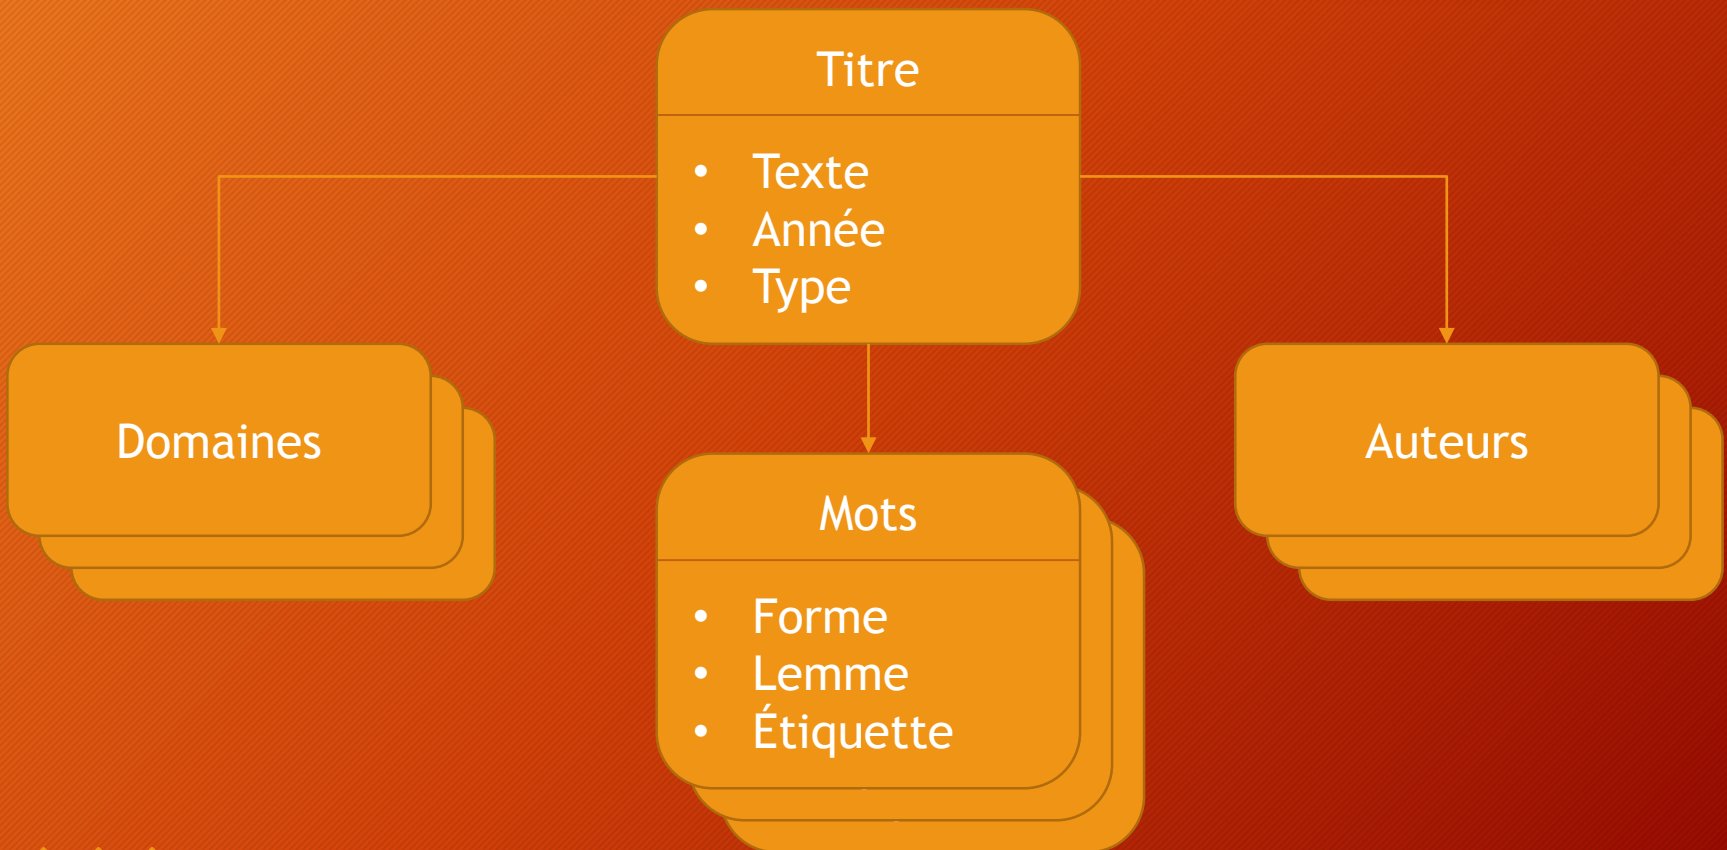 Titre
• Texte
• Année
• Type
Domaines
Auteurs
Mots
• Forme
• Lemme
• Étiquette